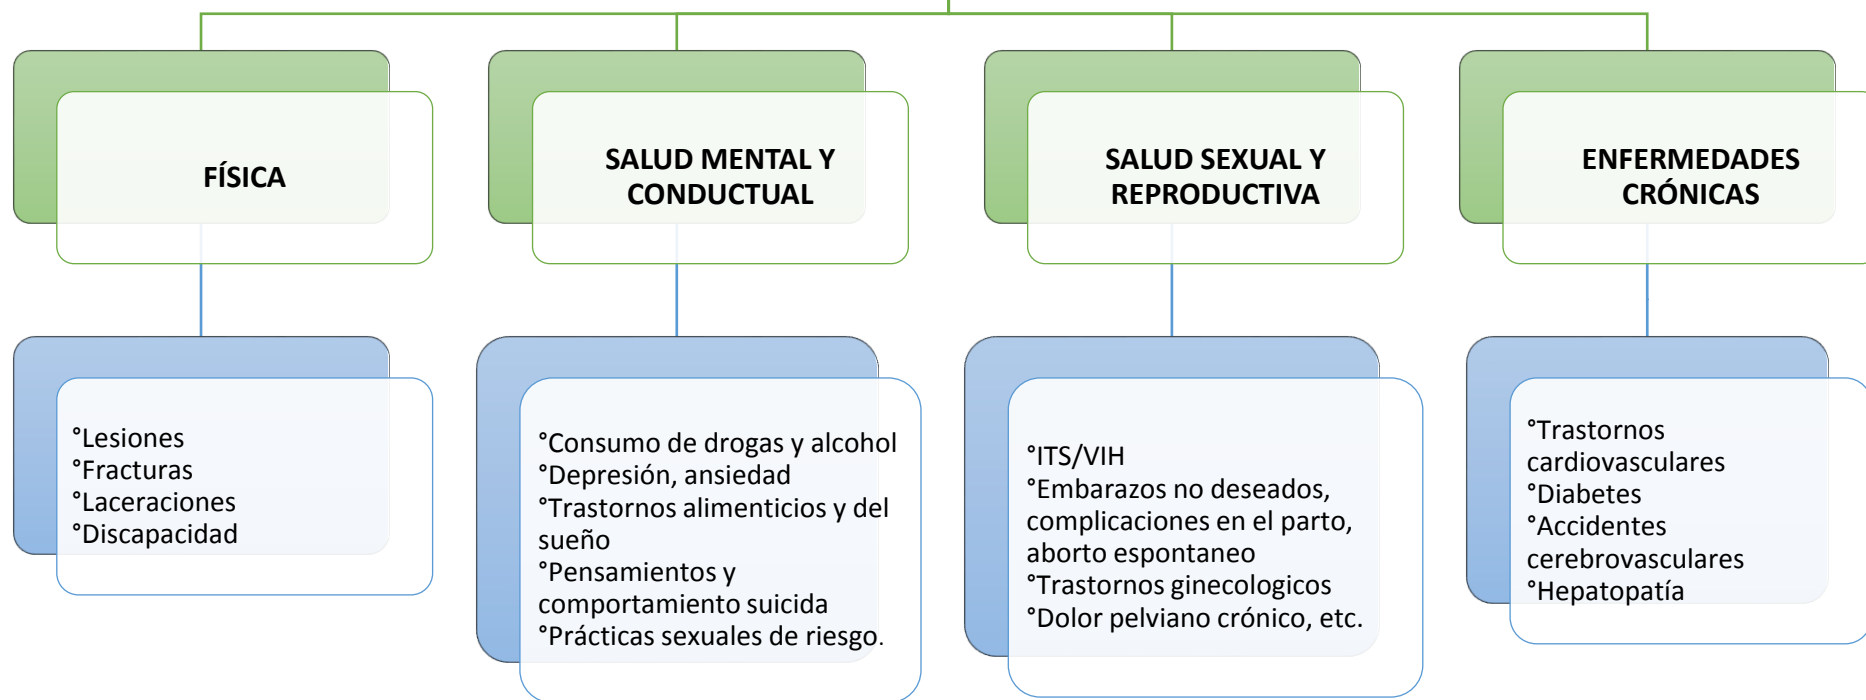 FÍSICA
SALUD MENTAL Y
CONDUCTUAL
SALUD SEXUAL Y
REPRODUCTIVA
ENFERMEDADES
CRÓNICAS
°Lesiones
°Fracturas
°Laceraciones
°Discapacidad
°Consumo de drogas y alcohol
°Depresión, ansiedad
°Trastornos alimenticios y del
sueño
°Pensamientos y
comportamiento suicida
°Prácticas sexuales de riesgo.
°ITS/VIH
°Embarazos no deseados,
complicaciones en el parto,
aborto espontaneo
°Trastornos ginecologicos
°Dolor pelviano crónico, etc.
°Trastornos
cardiovasculares
°Diabetes
°Accidentes
cerebrovasculares
°Hepatopatía